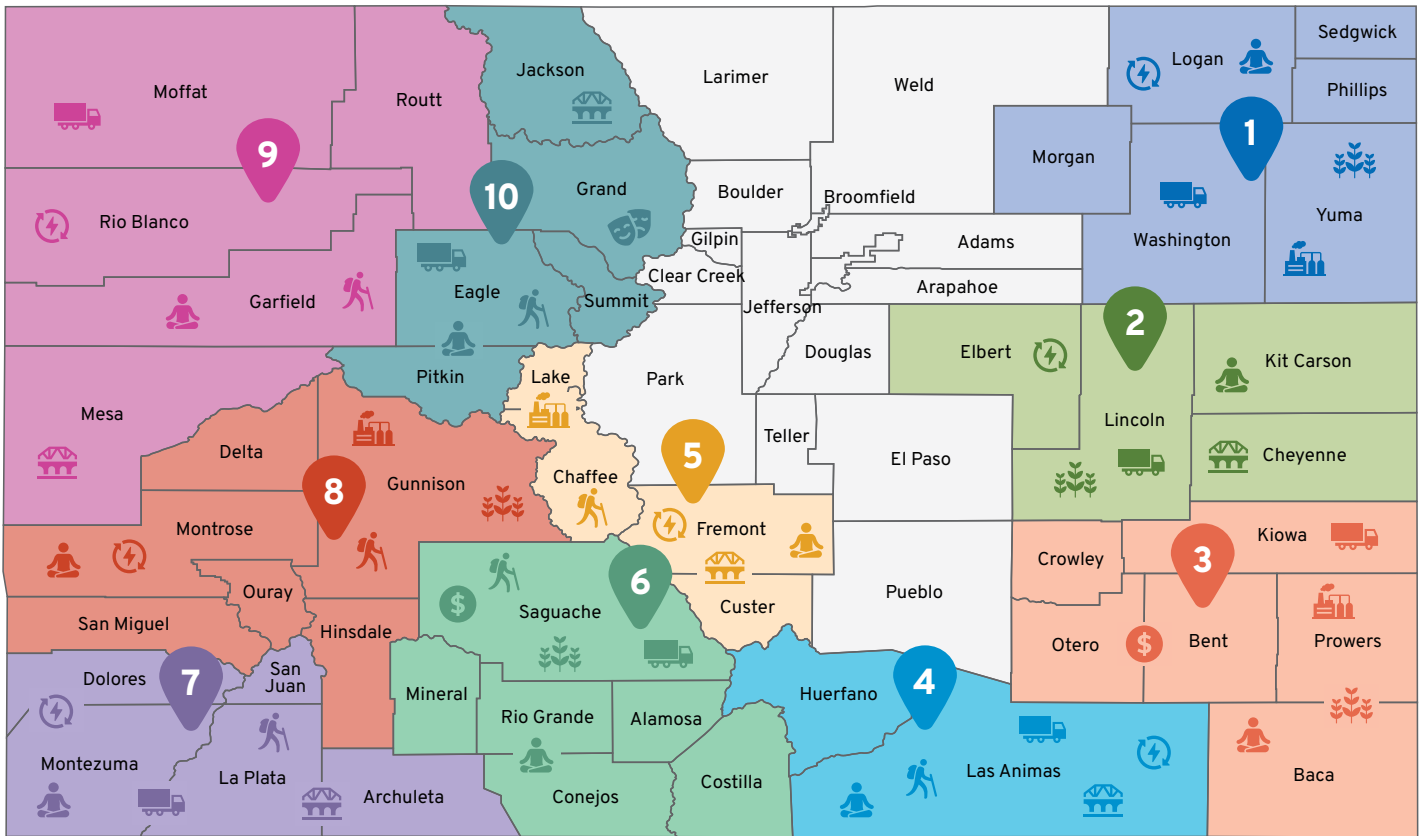 Moffat
Routt
Jackson
Larimer
Weld
Logan
Sedgwick
Phillips
9
10
1
Rio Blanco
Grand
Boulder
Broomfield
Morgan
Washington
Yuma
Gilpin
Adams
Clear Creek
Garfield
Eagle
Summit
Jefferson
Arapahoe
2
Mesa
Pitkin
Lake
Park
Douglas
Elbert
Lincoln
Kit Carson
Delta
Gunnison
Chaffee
5
Teller
El Paso
Cheyenne
8
Montrose
Fremont
Kiowa
Crowley
3
Ouray
Saguache
6
Custer
Pueblo
San Miguel
Hinsdale
$
Otero
$
Bent
Prowers
Dolores
7
San
Juan
Mineral
Rio Grande
Alamosa
Huerfano
4
Montezuma
La Plata
Archuleta
Conejos
Costilla
Las Animas
Baca